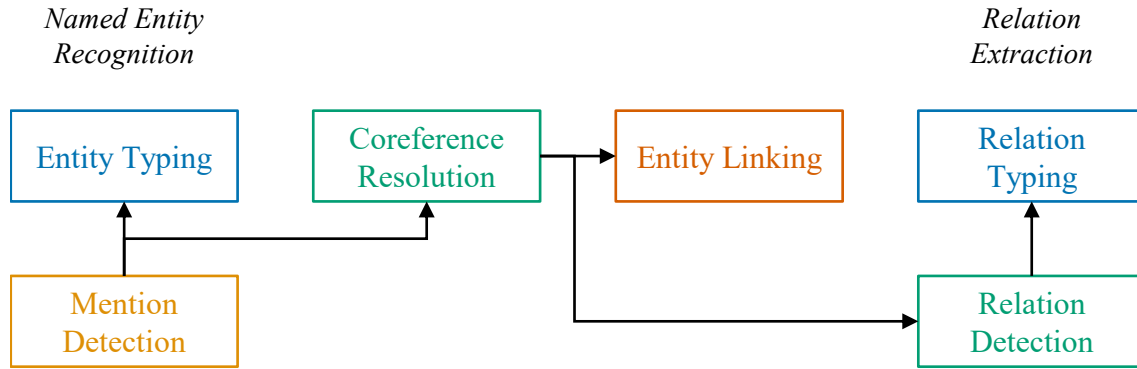 Named Entity
Recognition
Relation
Extraction
Entity Typing
Coreference
Resolution
Entity Linking
Relation
Typing
Mention
Detection
Relation
Detection